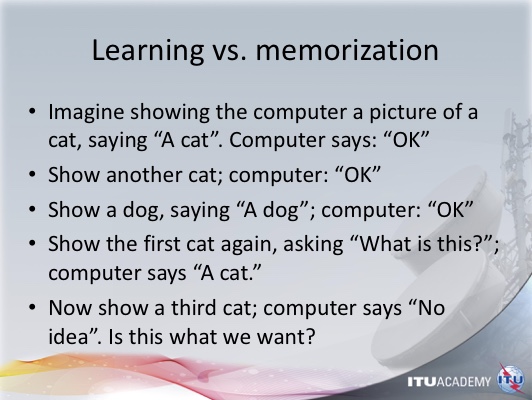 Learning vs. memorization
• Imagine showing the computer a picture of a
cat, saying “A cat”. Computer says: “OK”
• Show another cat; computer: “OK”
• Show a dog, saying “A dog”; computer: “OK”
• Show the first cat again, asking “What is this?”;
computer says “A cat.”
• Now show a third cat; computer says “No
idea”. Is this what we want?
ITUACADEMY ITU